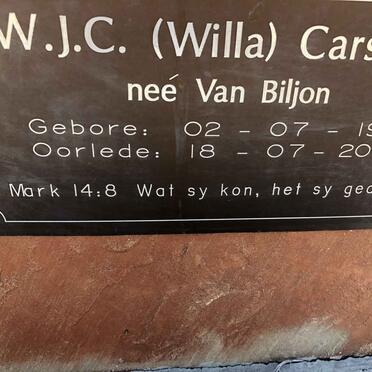 W.J.C. (Willa) Cars
neé Van Biljon
Gebore: 02 - 07 - 19
Oorlede: 18 - 07 - 20
Mark 14:8 Wat sy kon, het sy ged